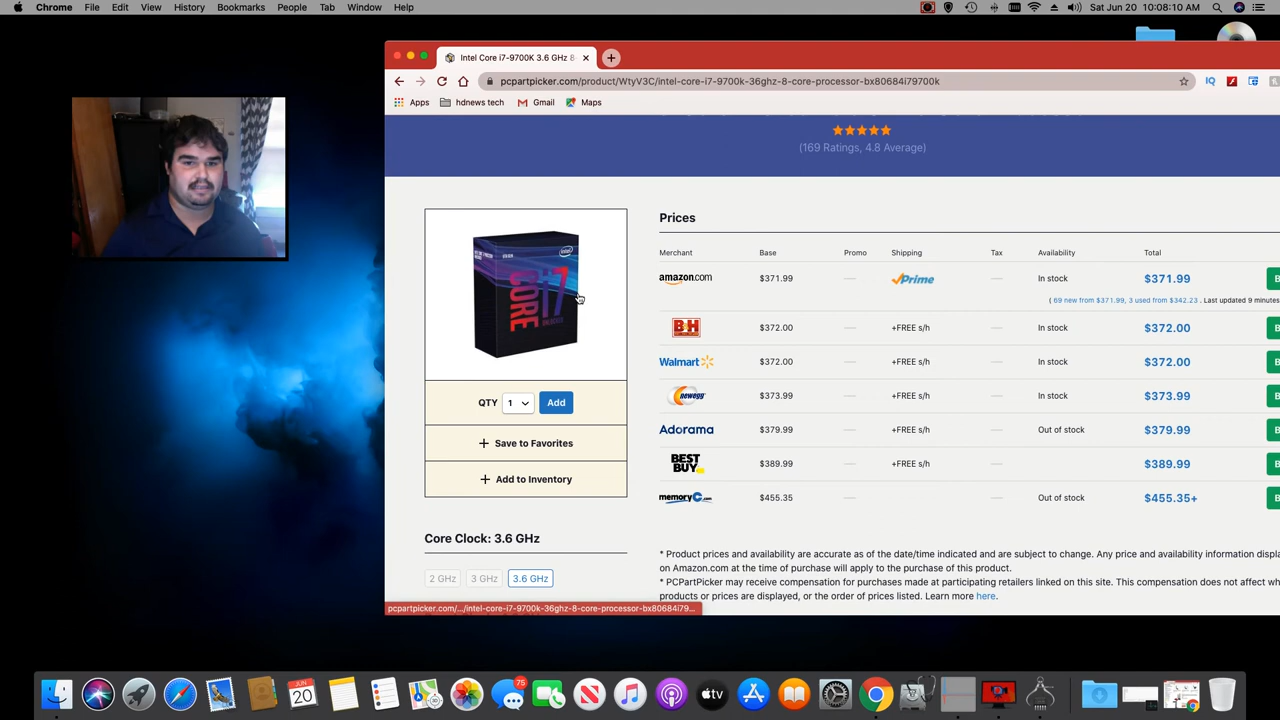 Chrome File Edit View History Bookmarks People Tab Window Help Sat Jun 20 10:08:10 AM
Intel Core i7-9700K 3.6 GHz 8-
pcpartpicker.com/product/WtyV3C/intel-core-i7-9700k-36ghz-8-core-processor-bx80684i79700k
Apps hdnews tech Gmail Maps
(169 Ratings, 4.8 Average)
Prices
Merchant Base Promo Shipping Tax Availability Total
amazon.com $371.99 — Prime — In stock $371.99 B
( 69 new from $371.99, 3 used from $342.23 . Last updated 9 minutes
B&H $372.00 — +FREE s/h — In stock $372.00 B
Walmart $372.00 — +FREE s/h — In stock $372.00 B
newegg $373.99 — +FREE s/h — In stock $373.99 B
Adorama $379.99 — +FREE s/h — Out of stock $379.99 B
BEST BUY $389.99 — +FREE s/h — $389.99 B
memoryC.com $455.35 — — Out of stock $455.35+ B
intel
CORE i7
QTY 1 Add
+ Save to Favorites
+ Add to Inventory
Core Clock: 3.6 GHz
2 GHz 3 GHz 3.6 GHz
* Product prices and availability are accurate as of the date/time indicated and are subject to change. Any price and availability information displa
on Amazon.com at the time of purchase will apply to the purchase of this product.
* PCPartPicker may receive compensation for purchases made at participating retailers linked on this site. This compensation does not affect wh
products or prices are displayed, or the order of prices listed. Learn more here.
pcpartpicker.com/.../intel-core-i7-9700k-36ghz-8-core-processor-bx80684i79...
JUN
20
75
tv